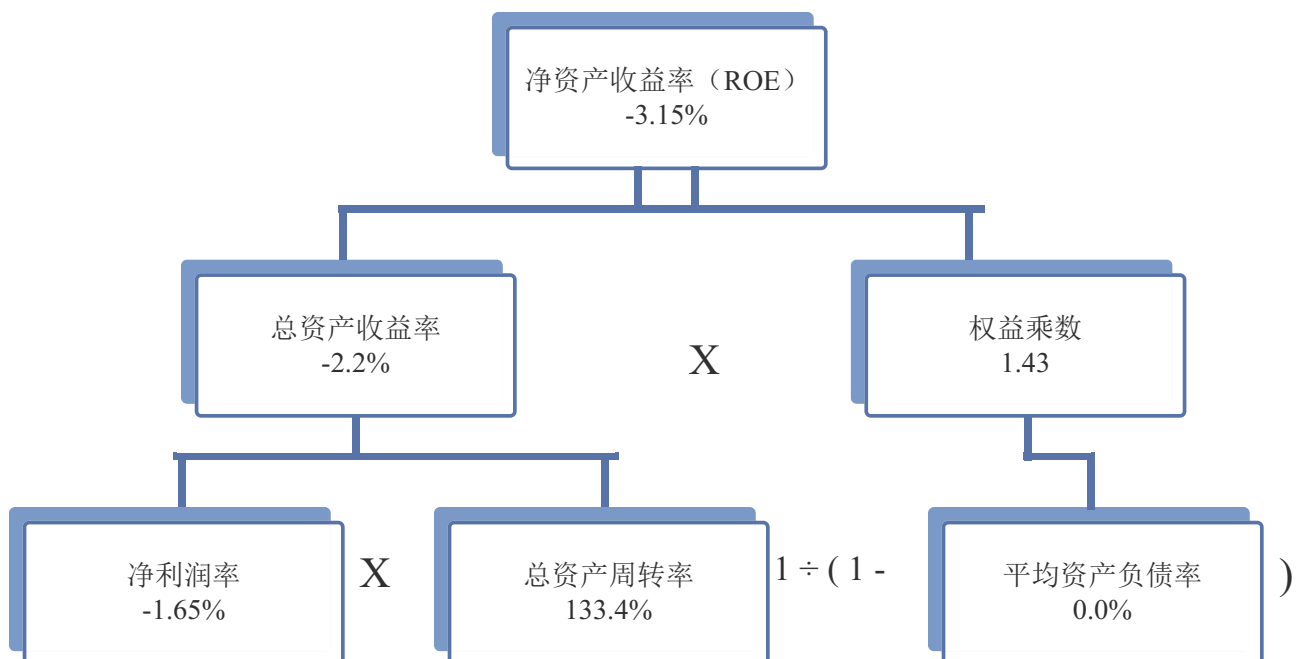 净资产收益率（ROE）
-3.15%
总资产收益率
-2.2%
X
权益乘数
1.43
净利润率
-1.65%
X
总资产周转率
133.4%
1 ÷ ( 1 -
平均资产负债率
0.0%
)